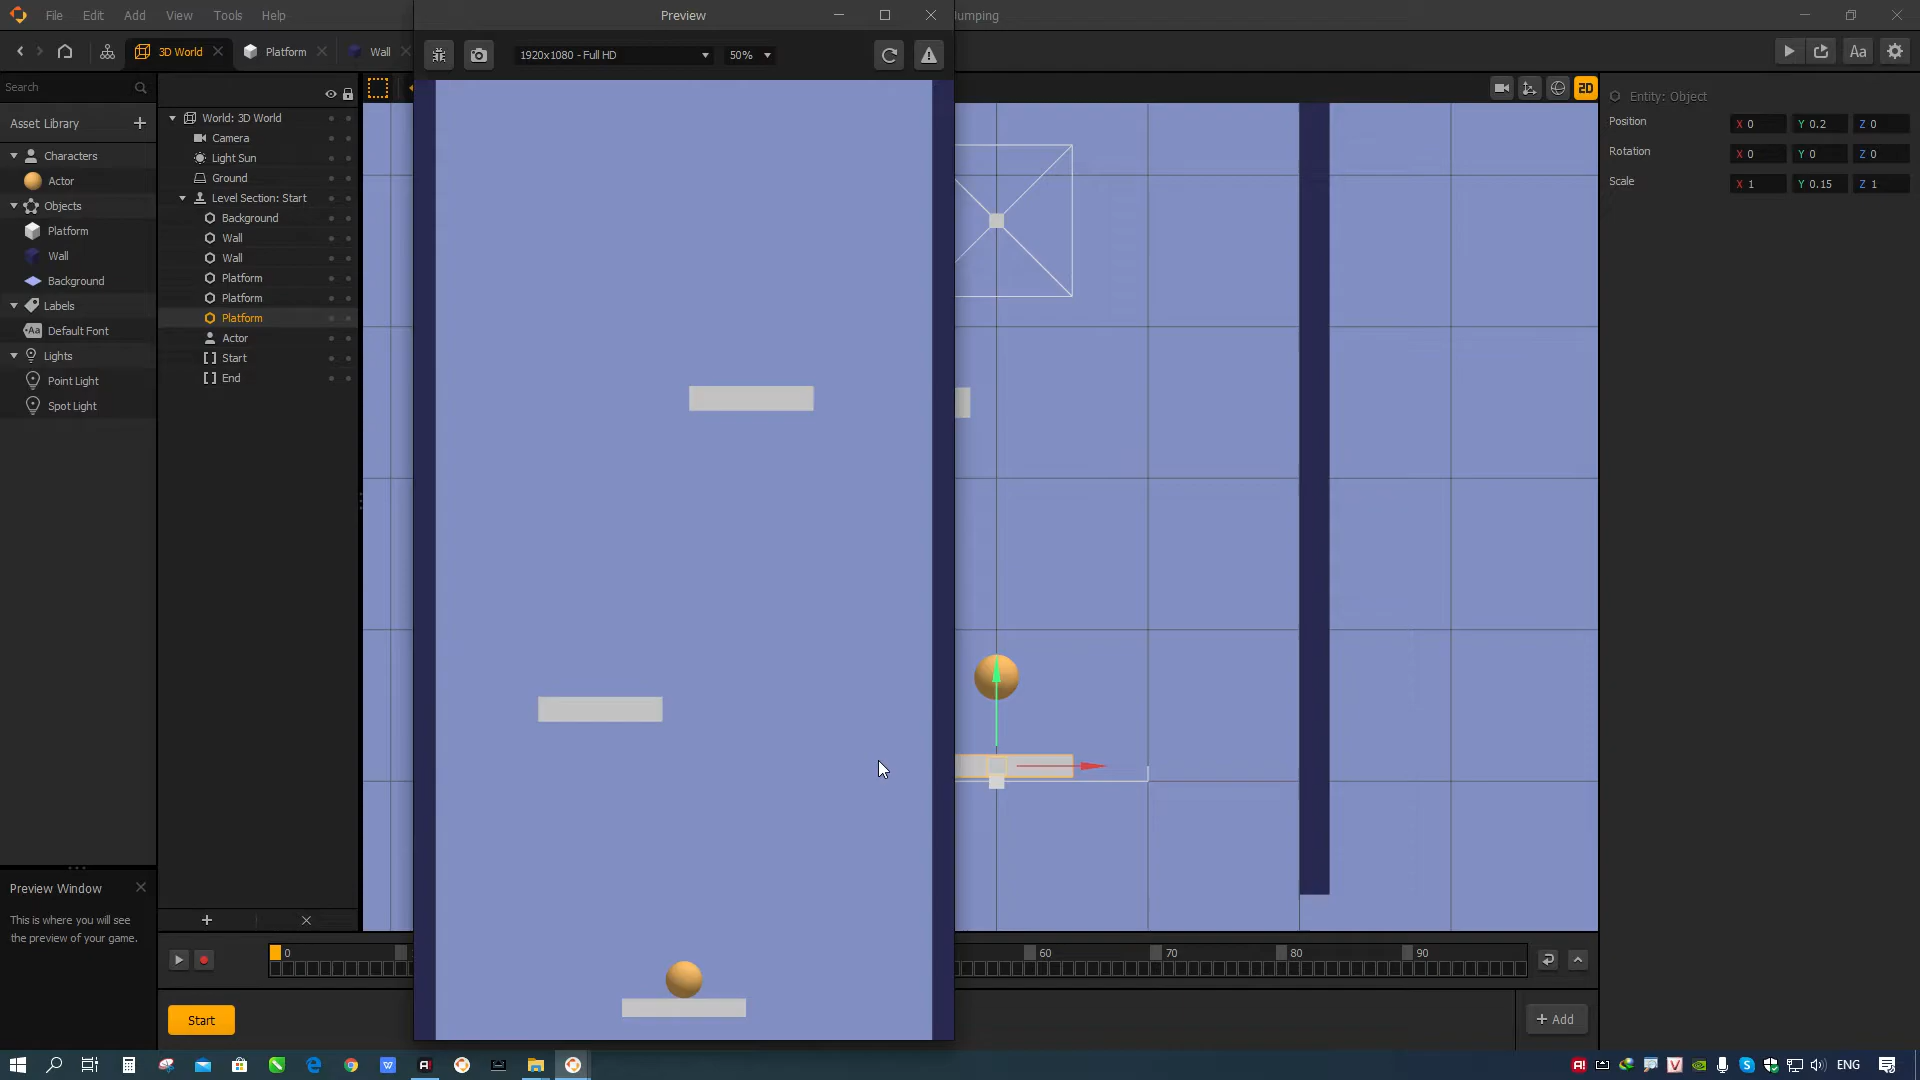 File Edit View Tools Help
Preview
Jumping
3D World Platform Wall
1920x1080 - Full HD 50%
Aa
Search
Asset Library
Characters
Actor
Objects
Platform
Wall
Background
Labels
Aa Default Font
Lights
Point Light
Spot Light
World: 3D World
Camera
Light Sun
Ground
Level Section: Start
Background
Wall
Wall
Platform
Platform
Platform
Actor
Start
End
2D
Entity: Object
Position X 0 Y 0.2 Z 0
Rotation X 0 Y 0 Z 0
Scale X 1 Y 0.15 Z 1
Preview Window
This is where you will see
the preview of your game.
0 60 70 80 90
Start
+ Add
ENG